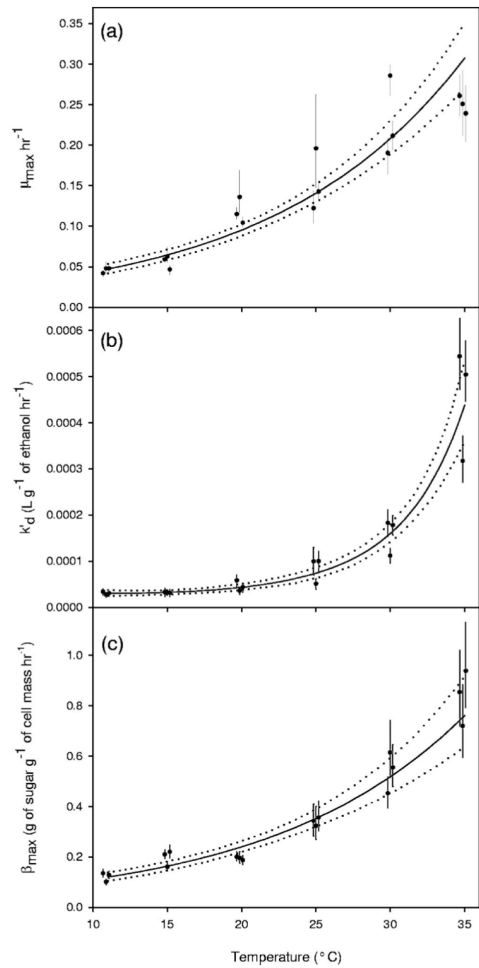 (a)
0.35
0.30
0.25
0.20
0.15
0.10
0.05
0.00
μmax hr-1
(b)
0.0006
0.0005
0.0004
0.0003
0.0002
0.0001
0.0000
k'd (L g-1 of ethanol hr-1)
(c)
1.0
0.8
0.6
0.4
0.2
0.0
βmax (g of sugar g-1 of cell mass hr-1)
10 15 20 25 30 35
Temperature (°C)